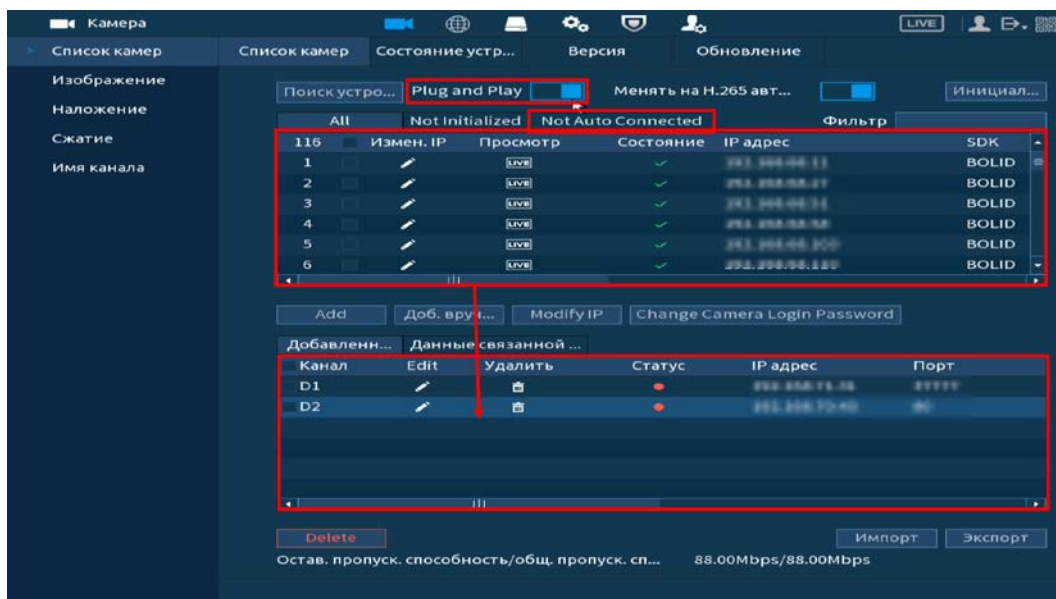 Камера LIVE
Список камер
Изображение
Наложение
Сжатие
Имя канала
Список камер Состояние устр... Версия Обновление
Поиск устро... Plug and Play Менять на H.265 авт... Инициал...
All Not Initialized Not Auto Connected Фильтр
116 Измен. IP Просмотр Состояние IP адрес SDK
1 LIVE BOLID
2 LIVE BOLID
3 LIVE BOLID
4 LIVE BOLID
5 LIVE BOLID
6 LIVE BOLID
Add Доб. вруч... Modify IP Change Camera Login Password
Добавленн... Данные связанной ...
Канал Edit Удалить Статус IP адрес Порт
D1
D2
Delete Импорт Экспорт
Остав. пропуск. способность/общ. пропуск. сп... 88.00Mbps/88.00Mbps